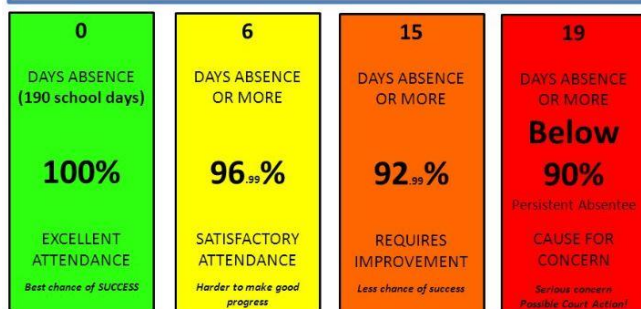 0
DAYS ABSENCE
(190 school days)
100%
EXCELLENT
ATTENDANCE
Best chance of SUCCESS
6
DAYS ABSENCE
OR MORE
96.99%
SATISFACTORY
ATTENDANCE
Harder to make good
progress
15
DAYS ABSENCE
OR MORE
92.99%
REQUIRES
IMPROVEMENT
Less chance of success
19
DAYS ABSENCE
OR MORE
Below
90%
Persistent Absentee
CAUSE FOR
CONCERN
Serious concern
Possible Court Action!